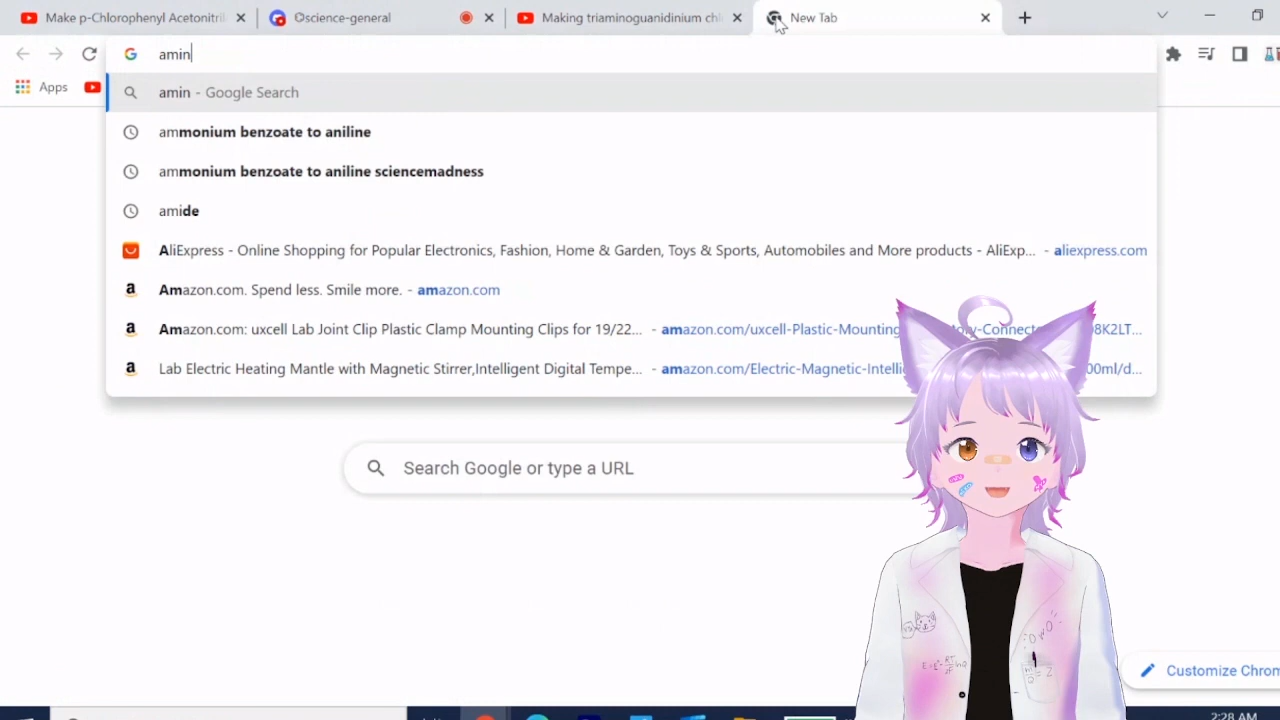 Make p-Chlorophenyl Acetonitril
science-general
Making triaminoguanidinium chl
New Tab
amin
Apps
amin - Google Search
ammonium benzoate to aniline
ammonium benzoate to aniline sciencemadness
amide
AliExpress - Online Shopping for Popular Electronics, Fashion, Home & Garden, Toys & Sports, Automobiles and More products - AliExp... - aliexpress.com
Amazon.com. Spend less. Smile more. - amazon.com
Amazon.com: uxcell Lab Joint Clip Plastic Clamp Mounting Clips for 19/22... - amazon.com/uxcell-Plastic-Mounting
Lab Electric Heating Mantle with Magnetic Stirrer,Intelligent Digital Tempe... - amazon.com/Electric-Magnetic-Intelli 00ml/d...
Search Google or type a URL
OwO
Customize Chrom
2:28 AM